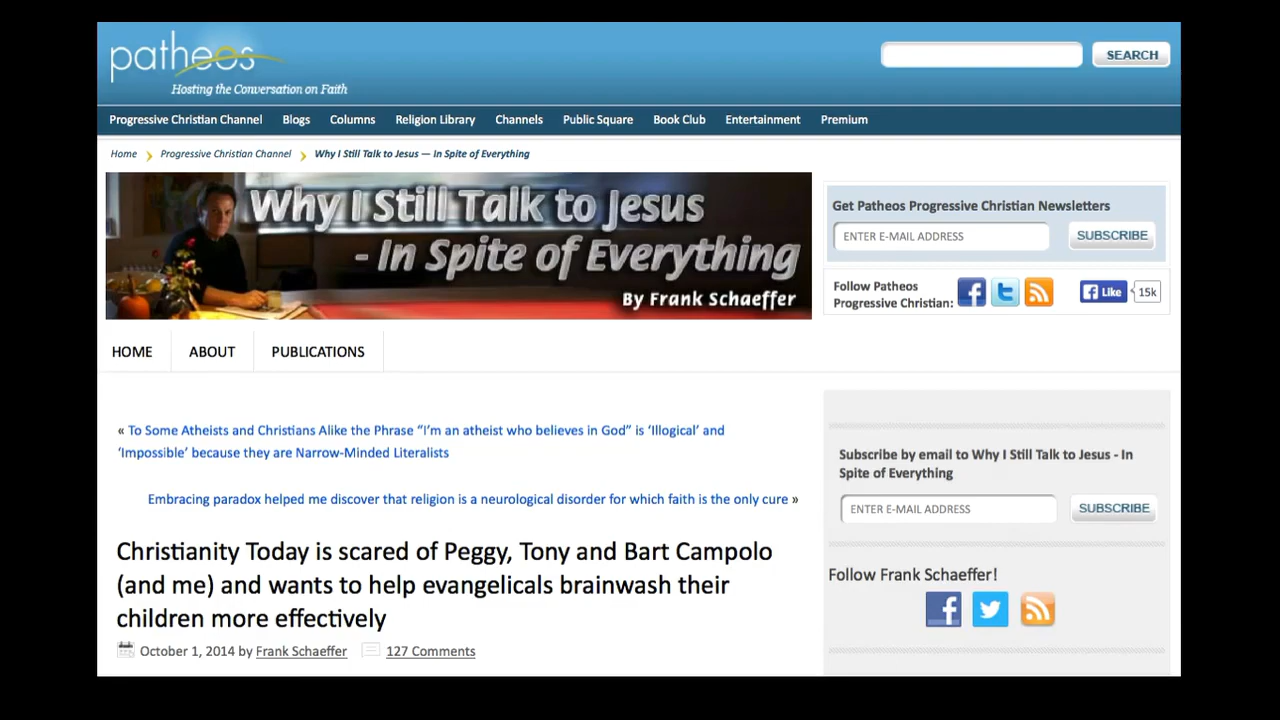 patheos
Hosting the Conversation on Faith
SEARCH
Progressive Christian Channel Blogs Columns Religion Library Channels Public Square Book Club Entertainment Premium
Home Progressive Christian Channel Why I Still Talk to Jesus — In Spite of Everything
Why I Still Talk to Jesus
- In Spite of Everything
By Frank Schaeffer
Get Patheos Progressive Christian Newsletters
ENTER E-MAIL ADDRESS SUBSCRIBE
Follow Patheos
Progressive Christian:
Like 15k
HOME ABOUT PUBLICATIONS
« To Some Atheists and Christians Alike the Phrase “I’m an atheist who believes in God” is ‘Illogical’ and
‘Impossible’ because they are Narrow-Minded Literalists
Embracing paradox helped me discover that religion is a neurological disorder for which faith is the only cure »
Christianity Today is scared of Peggy, Tony and Bart Campolo
(and me) and wants to help evangelicals brainwash their
children more effectively
October 1, 2014 by Frank Schaeffer 127 Comments
Subscribe by email to Why I Still Talk to Jesus - In
Spite of Everything
ENTER E-MAIL ADDRESS SUBSCRIBE
Follow Frank Schaeffer!